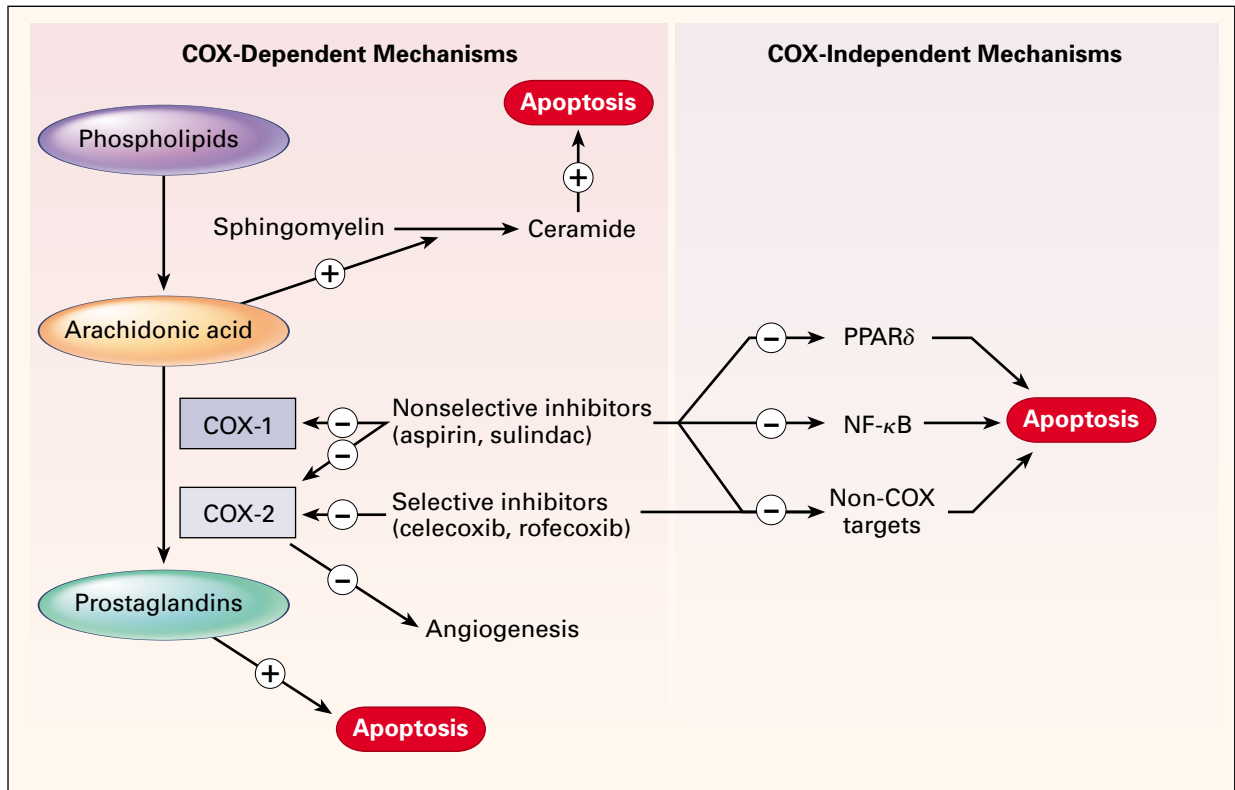 COX-Dependent Mechanisms
COX-Independent Mechanisms
Apoptosis
Phospholipids
+
Sphingomyelin
Ceramide
+
Arachidonic acid
− PPARδ
COX-1
−
Nonselective inhibitors
(aspirin, sulindac)
−
− NF-κB
Apoptosis
COX-2
−
Selective inhibitors
(celecoxib, rofecoxib)
−
Non-COX
targets
−
Prostaglandins
Angiogenesis
+
Apoptosis